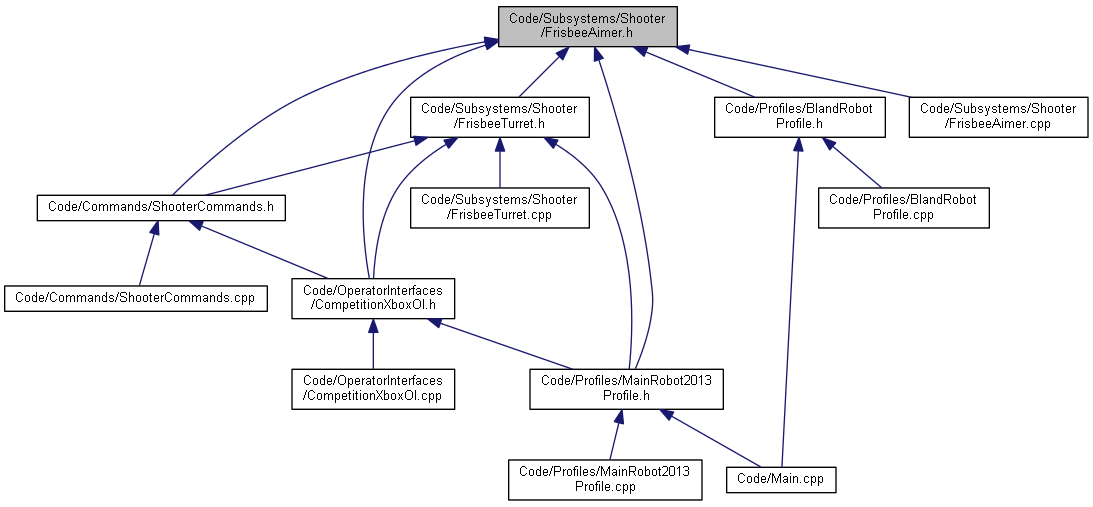 Code/Subsystems/Shooter
/FrisbeeAimer.h
Code/Subsystems/Shooter
/FrisbeeTurret.h
Code/Profiles/BlandRobot
Profile.h
Code/Subsystems/Shooter
/FrisbeeAimer.cpp
Code/Commands/ShooterCommands.h
Code/Subsystems/Shooter
/FrisbeeTurret.cpp
Code/Profiles/BlandRobot
Profile.cpp
Code/Commands/ShooterCommands.cpp
Code/OperatorInterfaces
/CompetitionXboxOI.h
Code/OperatorInterfaces
/CompetitionXboxOI.cpp
Code/Profiles/MainRobot2013
Profile.h
Code/Profiles/MainRobot2013
Profile.cpp
Code/Main.cpp